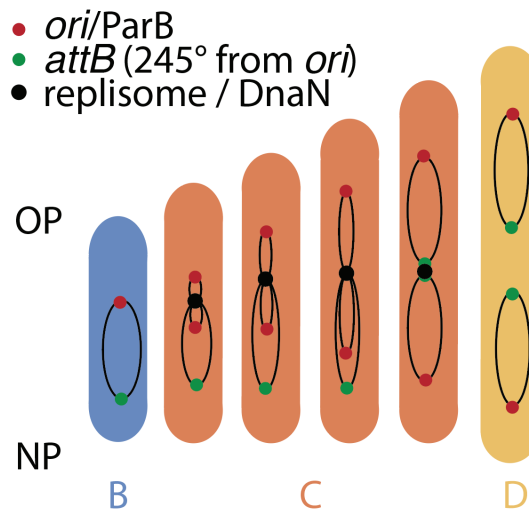 ori/ParB
attB (245° from ori)
replisome / DnaN
OP
NP
B
C
D